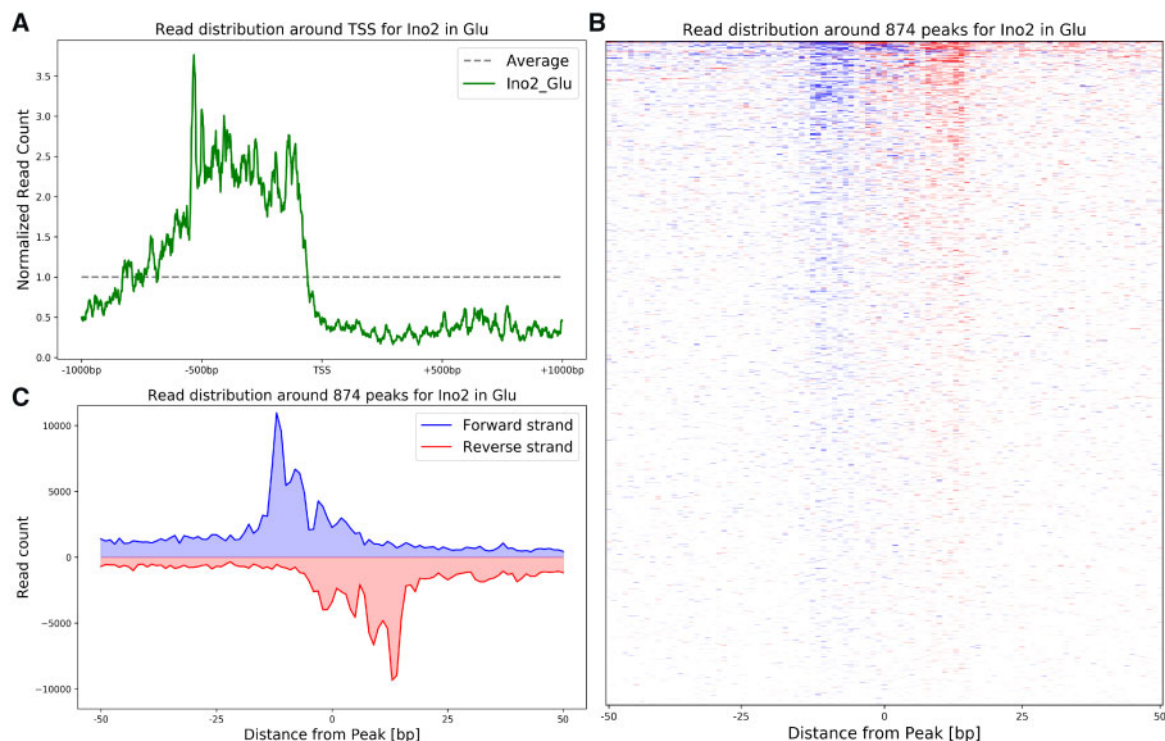 A
Read distribution around TSS for Ino2 in Glu
Normalized Read Count
3.5
3.0
2.5
2.0
1.5
1.0
0.5
0.0
Average
Ino2_Glu
-1000bp
-500bp
TSS
+500bp
+1000bp
B
Read distribution around 874 peaks for Ino2 in Glu
-50
-25
0
25
50
Distance from Peak [bp]
C
Read distribution around 874 peaks for Ino2 in Glu
Read count
10000
5000
0
−5000
−10000
Forward strand
Reverse strand
-50
-25
0
25
50
Distance from Peak [bp]